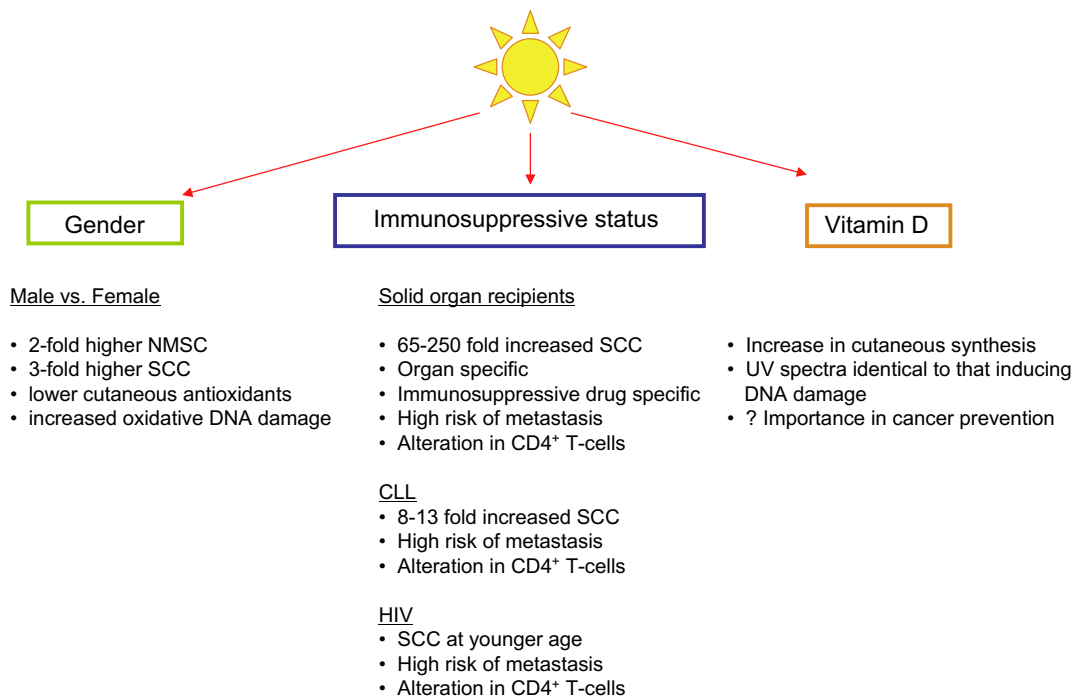 Gender
Immunosuppressive status
Vitamin D
Male vs. Female
• 2-fold higher NMSC
• 3-fold higher SCC
• lower cutaneous antioxidants
• increased oxidative DNA damage
Solid organ recipients
• 65-250 fold increased SCC
• Organ specific
• Immunosuppressive drug specific
• High risk of metastasis
• Alteration in CD4⁺ T-cells
CLL
• 8-13 fold increased SCC
• High risk of metastasis
• Alteration in CD4⁺ T-cells
HIV
• SCC at younger age
• High risk of metastasis
• Alteration in CD4⁺ T-cells
• Increase in cutaneous synthesis
• UV spectra identical to that inducing
DNA damage
• ? Importance in cancer prevention